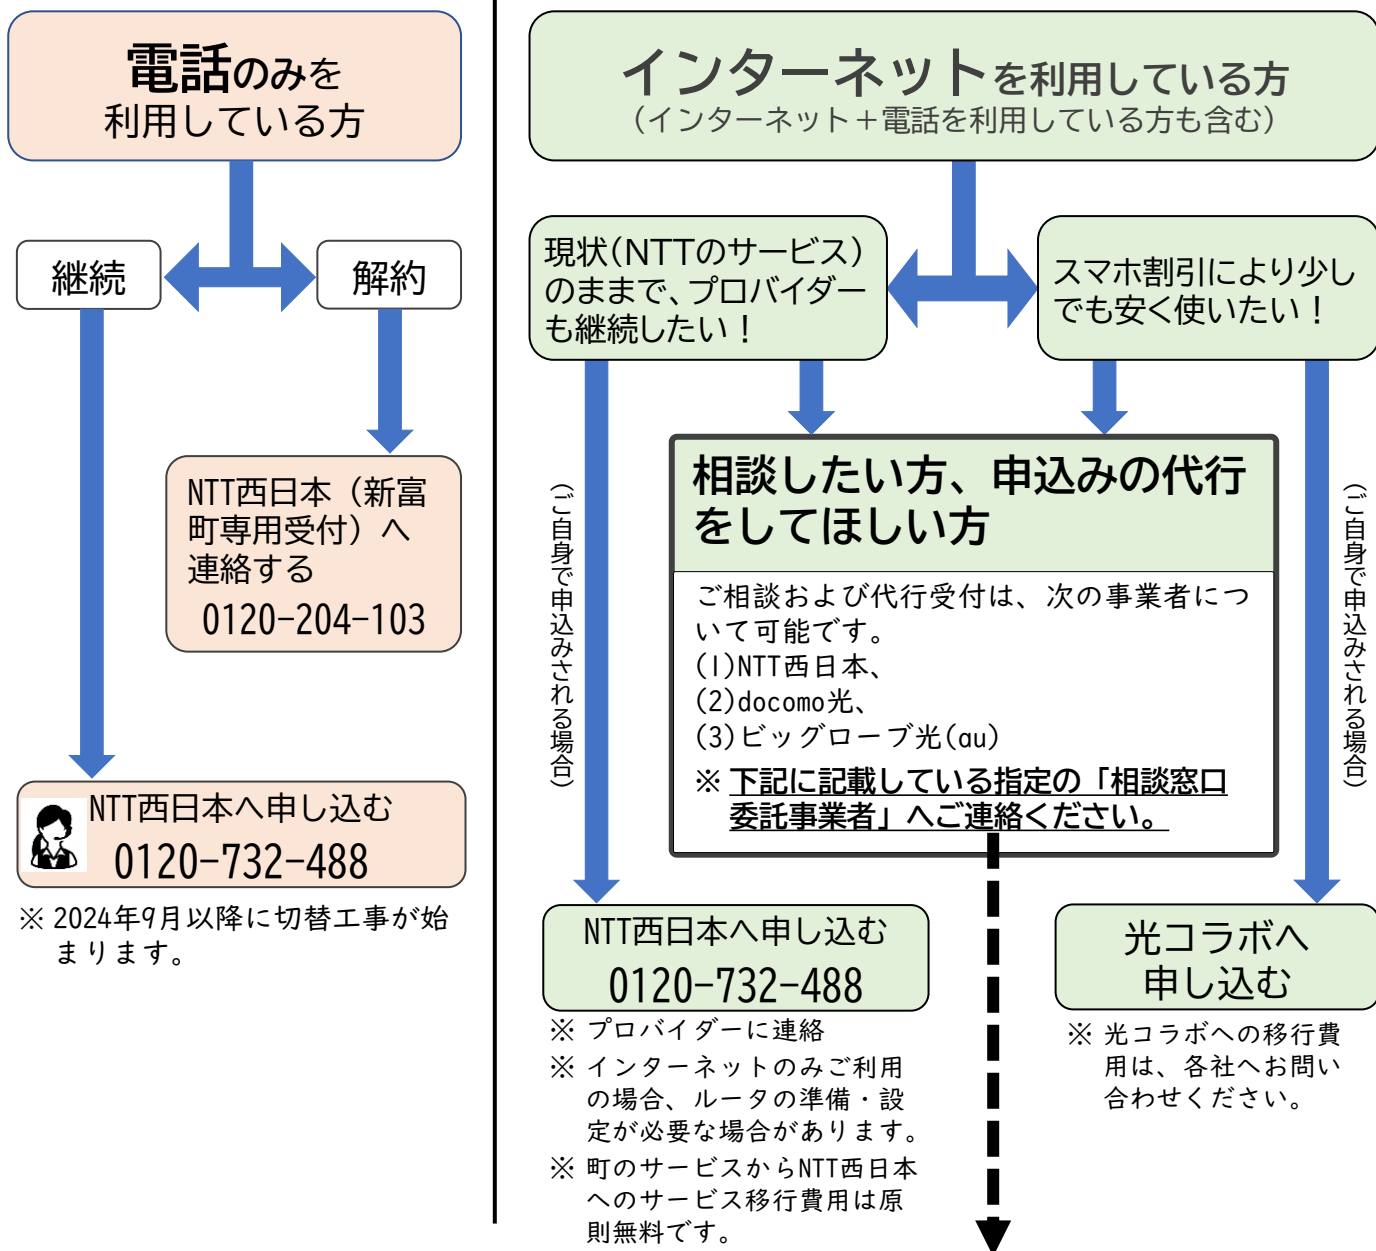 電話のみを
利用している方
継続
解約
NTT西日本（新富
町専用受付）へ
連絡する
0120-204-103
NTT西日本へ申し込む
0120-732-488
※ 2024年9月以降に切替工事が始
まります。
インターネットを利用している方
（インターネット＋電話を利用している方も含む）
現状(NTTのサービス)
のままで、プロバイダー
も継続したい！
スマホ割引により少し
でも安く使いたい！
（ご自身で申込みされる場合）
相談したい方、申込みの代行
をしてほしい方
ご相談および代行受付は、次の事業者につ
いて可能です。
(1)NTT西日本、
(2)docomo光、
(3)ビッグローブ光(au)
※ 下記に記載している指定の「相談窓口
委託事業者」へご連絡ください。
（ご自身で申込みされる場合）
NTT西日本へ申し込む
0120-732-488
※ プロバイダーに連絡
※ インターネットのみご利用
の場合、ルータの準備・設
定が必要な場合があります。
※ 町のサービスからNTT西日本
へのサービス移行費用は原
則無料です。
光コラボへ
申し込む
※ 光コラボへの移行費
用は、各社へお問い
合わせください。